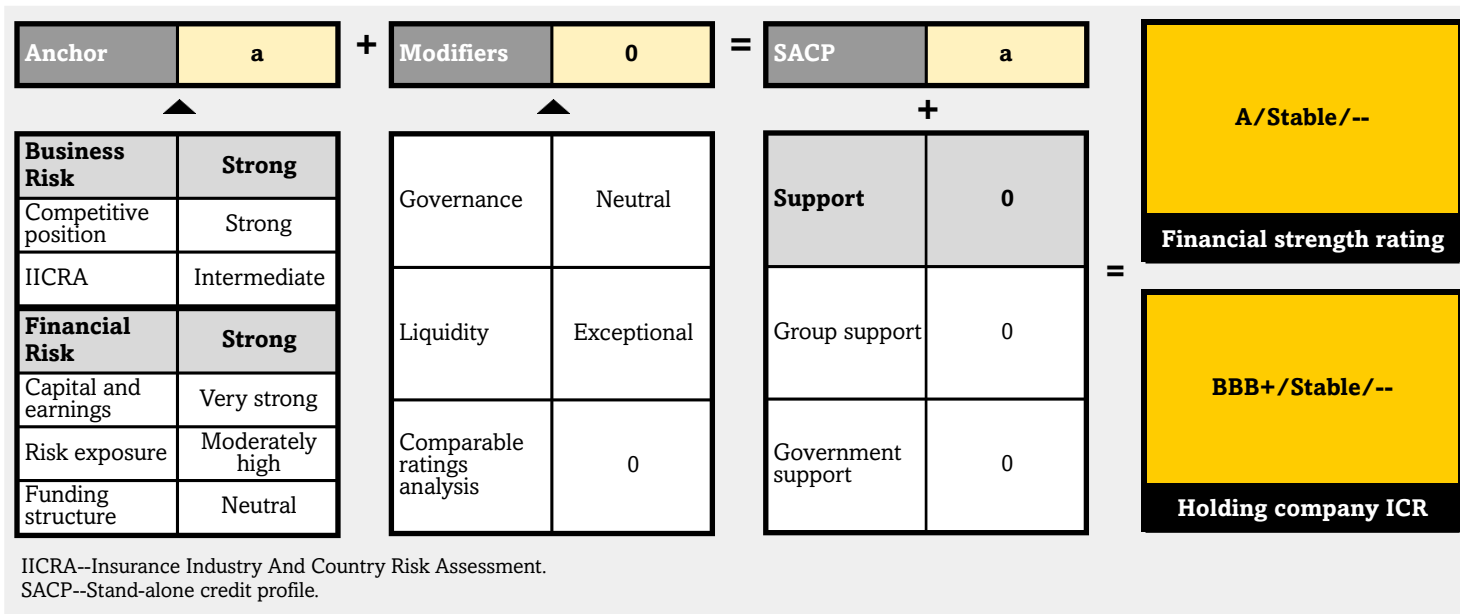 Anchor a + Modifiers 0 = SACP a
+
Business
Risk
Strong
Competitive
position
Strong
IICRA
Intermediate
Financial
Risk
Strong
Capital and
earnings
Very strong
Risk exposure
Moderately
high
Funding
structure
Neutral
Governance
Neutral
Liquidity
Exceptional
Comparable
ratings
analysis
0
Support
0
Group support
0
Government
support
0
=
A/Stable/--
Financial strength rating
BBB+/Stable/--
Holding company ICR
IICRA--Insurance Industry And Country Risk Assessment.
SACP--Stand-alone credit profile.